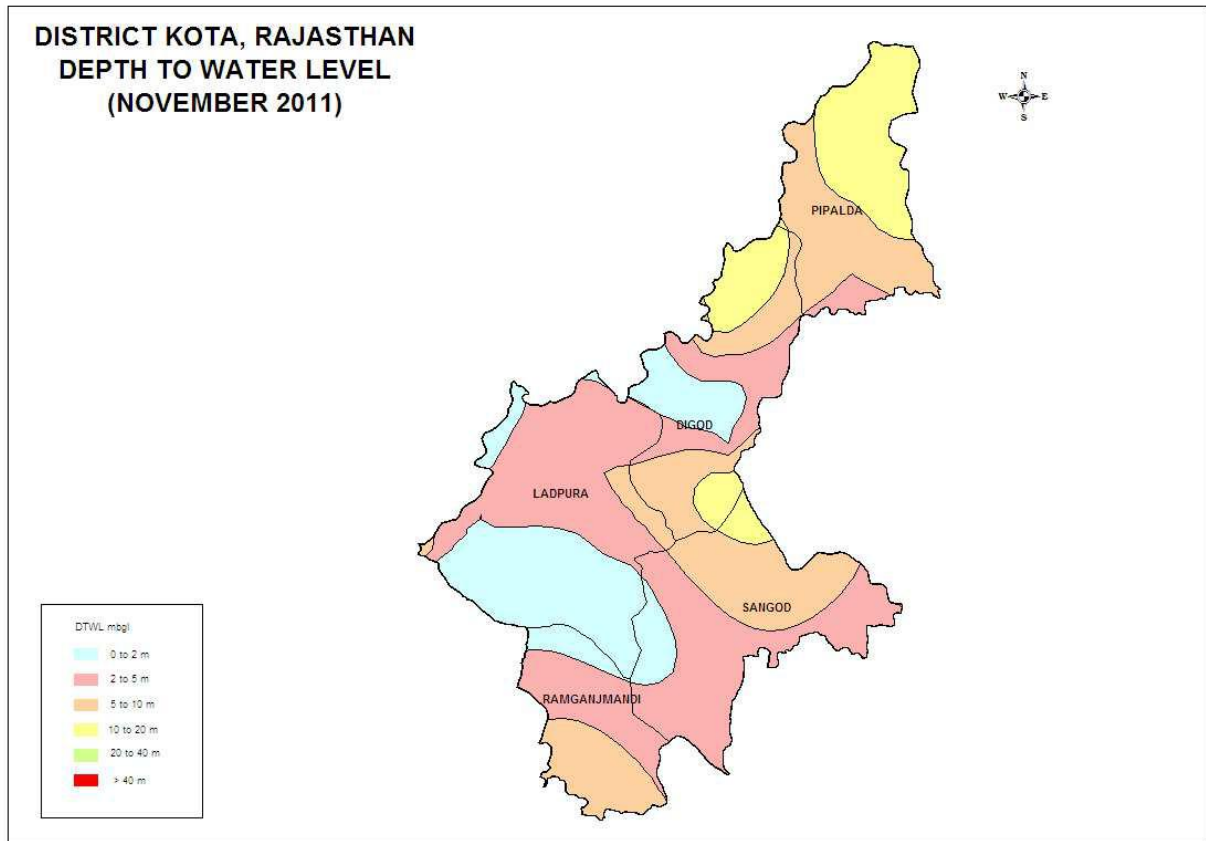 DISTRICT KOTA, RAJASTHAN
DEPTH TO WATER LEVEL
(NOVEMBER 2011)
N
W E
S
PIPALDA
DIGOD
LADPURA
SANGOD
RAMGANJMANDI
DTWL mbgl
0 to 2 m
2 to 5 m
5 to 10 m
10 to 20 m
20 to 40 m
> 40 m